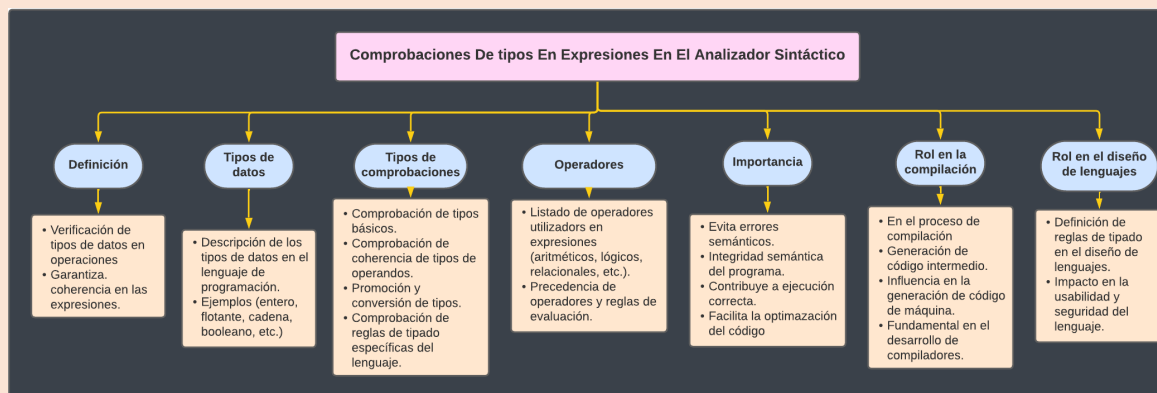 Comprobaciones De tipos En Expresiones En El Analizador Sintáctico
Definición
• Verificación de
tipos de datos en
operaciones
• Garantiza.
coherencia en las
expresiones.
Tipos de
datos
• Descripción de los
tipos de datos en el
lenguaje de
programación.
• Ejemplos (entero,
flotante, cadena,
booleano, etc.)
Tipos de
comprobaciones
• Comprobación de tipos
básicos.
• Comprobación de
coherencia de tipos de
operandos.
• Promoción y
conversión de tipos.
• Comprobación de
reglas de tipado
específicas del
lenguaje.
Operadores
• Listado de operadores
utilizadors en
expresiones
(aritméticos, lógicos,
relacionales, etc.).
• Precedencia de
operadores y reglas de
evaluación.
Importancia
• Evita errores
semánticos.
• Integridad semántica
del programa.
• Contribuye a ejecución
correcta.
• Facilita la optimazación
del código
Rol en la
compilación
• En el proceso de
compilación
• Generación de
código intermedio.
• Influencia en la
generación de código
de máquina.
• Fundamental en el
desarrollo de
compiladores.
Rol en el diseño
de lenguajes
• Definición de
reglas de tipado
en el diseño de
lenguajes.
• Impacto en la
usabilidad y
seguridad del
lenguaje.